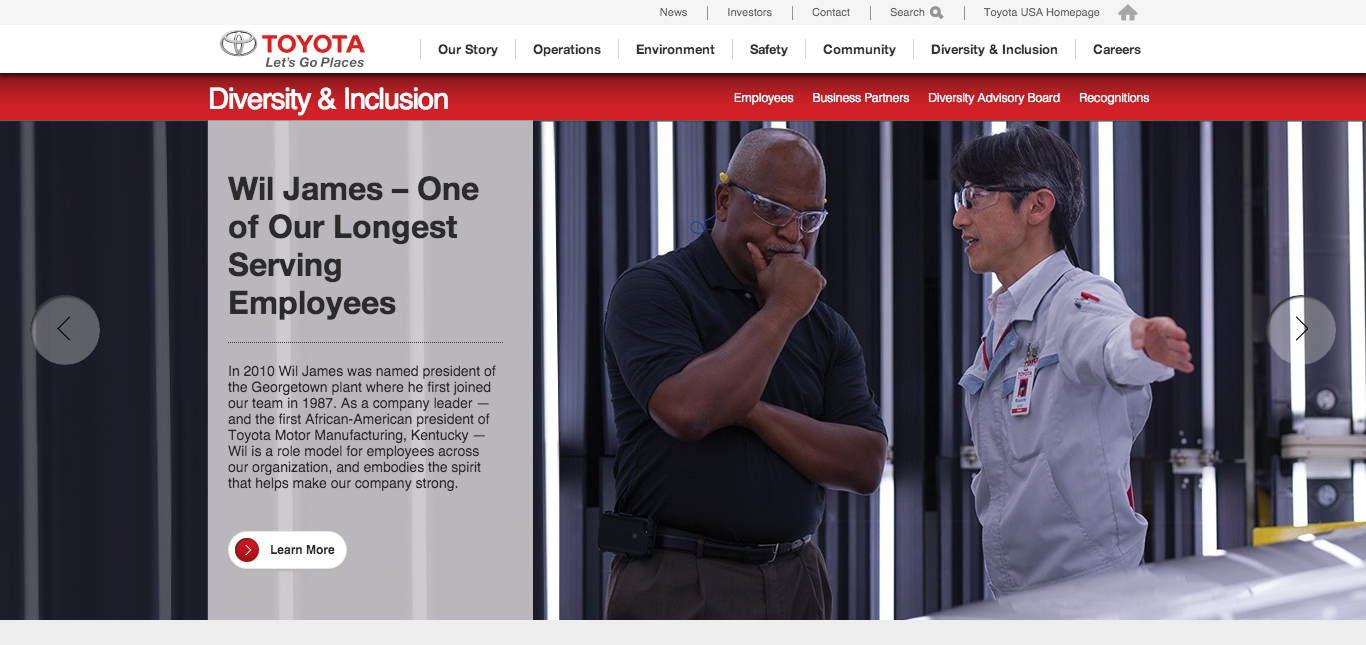 News Investors Contact Search Toyota USA Homepage
TOYOTA
Let's Go Places
Our Story Operations Environment Safety Community Diversity & Inclusion Careers
Diversity & Inclusion
Employees Business Partners Diversity Advisory Board Recognitions
Wil James – One
of Our Longest
Serving
Employees
In 2010 Wil James was named president of
the Georgetown plant where he first joined
our team in 1987. As a company leader —
and the first African-American president of
Toyota Motor Manufacturing, Kentucky —
Wil is a role model for employees across
our organization, and embodies the spirit
that helps make our company strong.
Learn More
TOYOTA